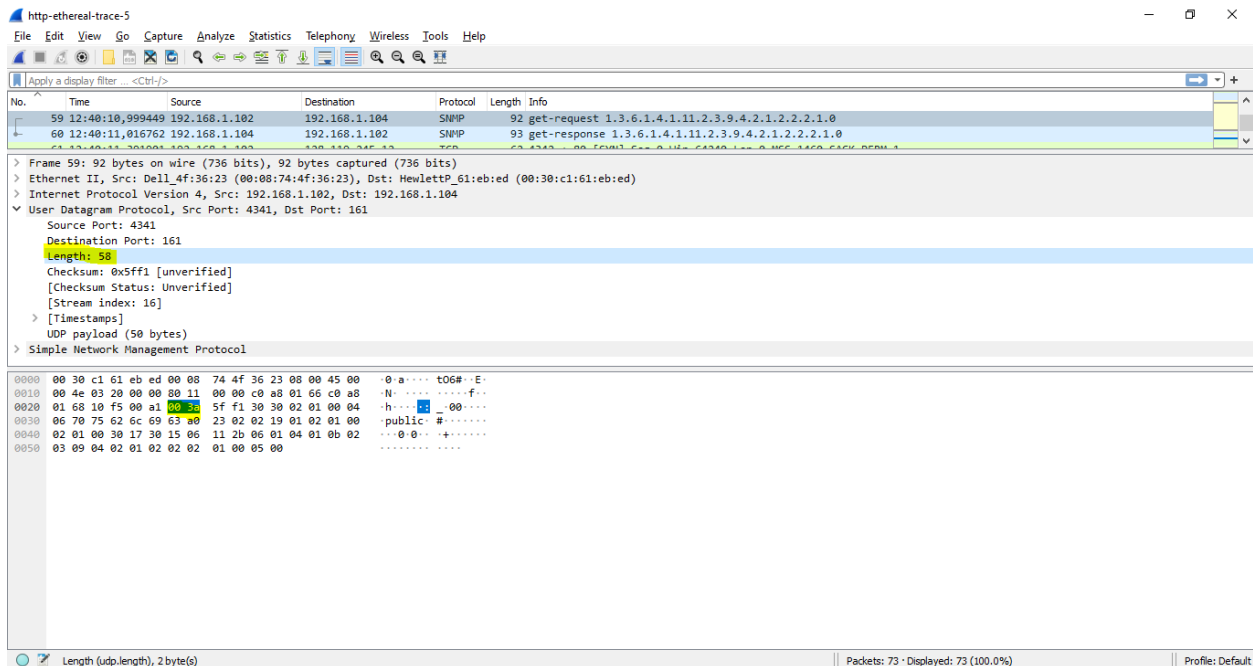 http-ethereal-trace-5
File Edit View Go Capture Analyze Statistics Telephony Wireless Tools Help
Apply a display filter ... <Ctrl-/>
No. Time Source Destination Protocol Length Info
59 12:40:10,999449 192.168.1.102 192.168.1.104 SNMP 92 get-request 1.3.6.1.4.1.11.2.3.9.4.2.1.2.2.2.1.0
60 12:40:11,016762 192.168.1.104 192.168.1.102 SNMP 93 get-response 1.3.6.1.4.1.11.2.3.9.4.2.1.2.2.2.1.0
Frame 59: 92 bytes on wire (736 bits), 92 bytes captured (736 bits)
Ethernet II, Src: Dell_4f:36:23 (00:08:74:4f:36:23), Dst: HewlettP_61:eb:ed (00:30:c1:61:eb:ed)
Internet Protocol Version 4, Src: 192.168.1.102, Dst: 192.168.1.104
User Datagram Protocol, Src Port: 4341, Dst Port: 161
Source Port: 4341
Destination Port: 161
Length: 58
Checksum: 0x5ff1 [unverified]
[Checksum Status: Unverified]
[Stream index: 16]
[Timestamps]
UDP payload (50 bytes)
Simple Network Management Protocol
0000 00 30 c1 61 eb ed 00 08 74 4f 36 23 08 00 45 00 ·0·a···· tO6#··E·
0010 00 4e 03 20 00 00 80 11 00 00 c0 a8 01 66 c0 a8 ·N· ···· ·····f··
0020 01 68 10 f5 00 a1 00 3a 5f f1 30 30 02 01 00 04 ·h·····: _·00····
0030 06 70 75 62 6c 69 63 a0 23 02 02 19 01 02 01 00 ·public· #·······
0040 02 01 00 30 17 30 15 06 11 2b 06 01 04 01 0b 02 ···0·0·· ·+······
0050 03 09 04 02 01 02 02 02 01 00 05 00 ········ ····
Length (udp.length), 2 byte(s) Packets: 73 · Displayed: 73 (100.0%) Profile: Default